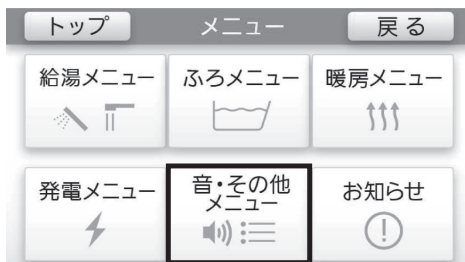 トップ
メニュー
戻る
給湯メニュー
ふろメニュー
暖房メニュー
発電メニュー
音・その他
メニュー
お知らせ